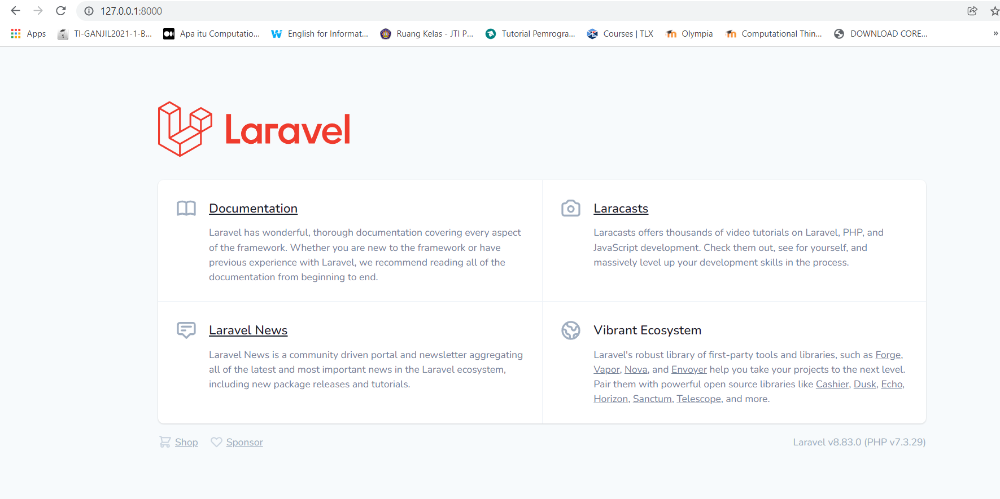 127.0.0.1:8000
Apps TI-GANJIL2021-1-B... Apa itu Computatio... English for Informat... Ruang Kelas - JTI P... Tutorial Pemrogra... Courses | TLX Olympia Computational Thin... DOWNLOAD CORE... »
Laravel
Documentation
Laravel has wonderful, thorough documentation covering every aspect
of the framework. Whether you are new to the framework or have
previous experience with Laravel, we recommend reading all of the
documentation from beginning to end.
Laracasts
Laracasts offers thousands of video tutorials on Laravel, PHP, and
JavaScript development. Check them out, see for yourself, and
massively level up your development skills in the process.
Laravel News
Laravel News is a community driven portal and newsletter aggregating
all of the latest and most important news in the Laravel ecosystem,
including new package releases and tutorials.
Vibrant Ecosystem
Laravel's robust library of first-party tools and libraries, such as Forge,
Vapor, Nova, and Envoyer help you take your projects to the next level.
Pair them with powerful open source libraries like Cashier, Dusk, Echo,
Horizon, Sanctum, Telescope, and more.
Shop Sponsor
Laravel v8.83.0 (PHP v7.3.29)